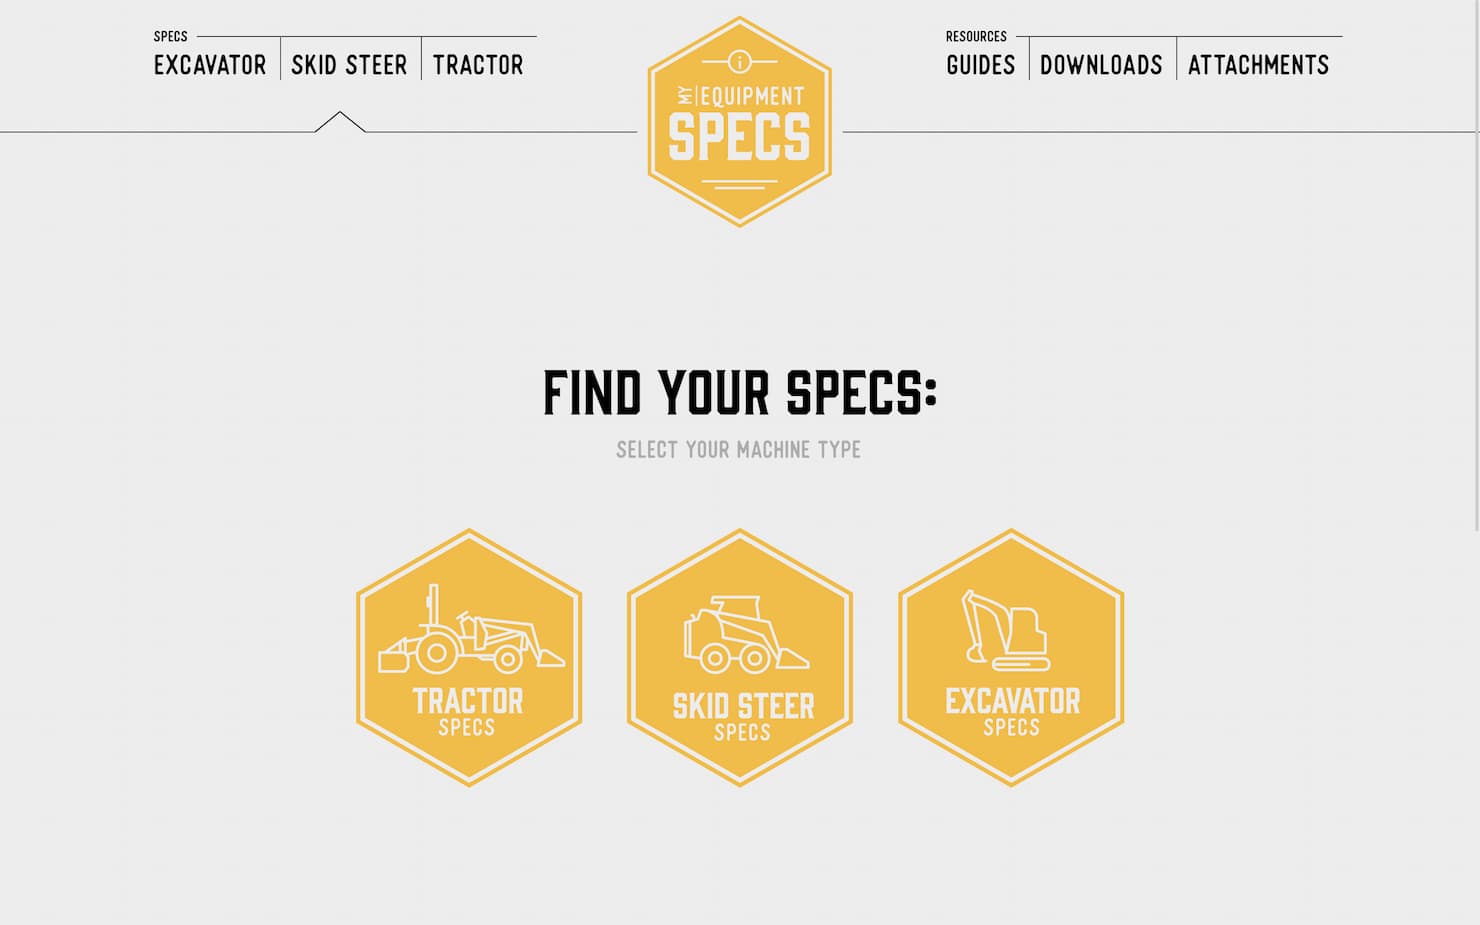 SPECS
EXCAVATOR
SKID STEER
TRACTOR
i
MY EQUIPMENT
SPECS
RESOURCES
GUIDES
DOWNLOADS
ATTACHMENTS
FIND YOUR SPECS:
SELECT YOUR MACHINE TYPE
TRACTOR
SPECS
SKID STEER
SPECS
EXCAVATOR
SPECS